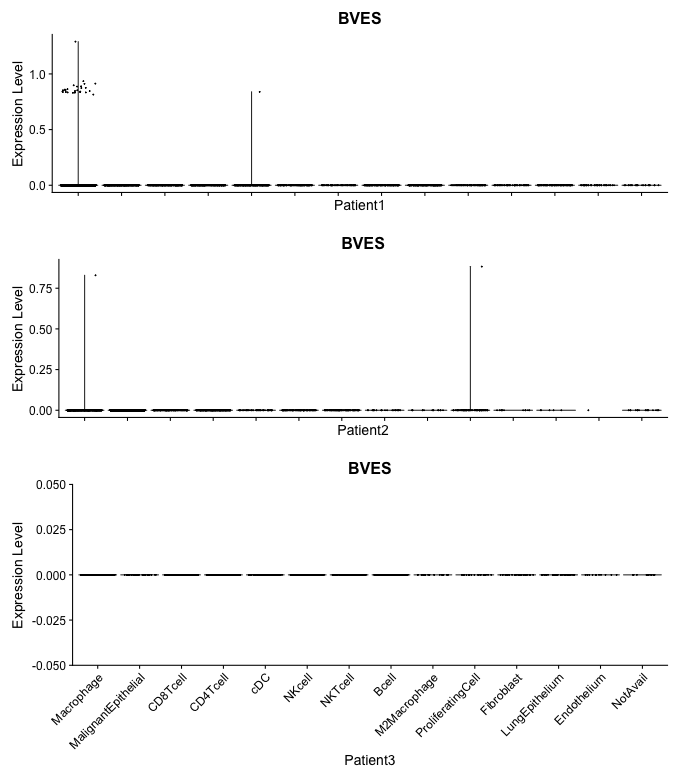 BVES
Expression Level
1.0
0.5
0.0
Patient1
BVES
Expression Level
0.75
0.50
0.25
0.00
Patient2
BVES
Expression Level
0.050
0.025
0.000
-0.025
-0.050
Macrophage
MalignantEpithelial
CD8Tcell
CD4Tcell
cDC
NKcell
NKTcell
Bcell
M2Macrophage
ProliferatingCell
Fibroblast
LungEpithelium
Endothelium
NotAvail
Patient3